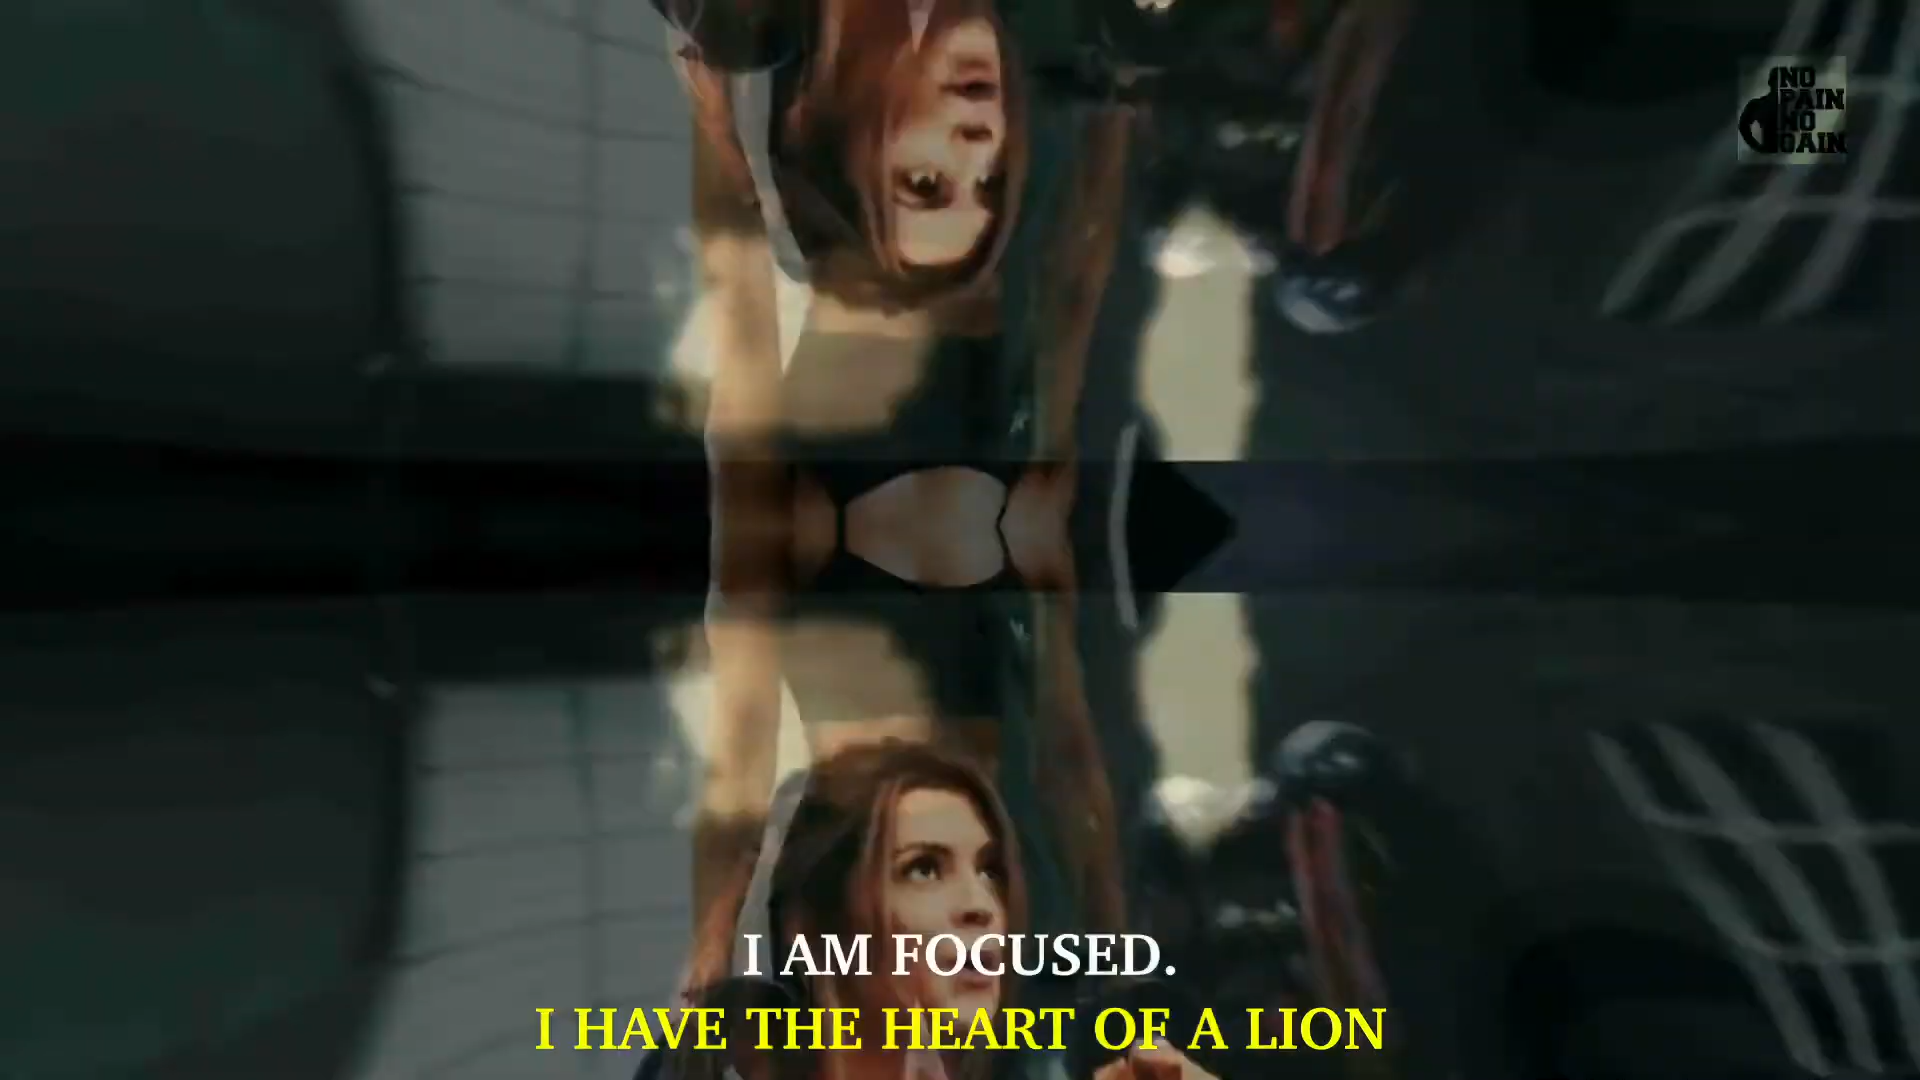 NO
PAIN
NO
GAIN
I AM FOCUSED.
I HAVE THE HEART OF A LION